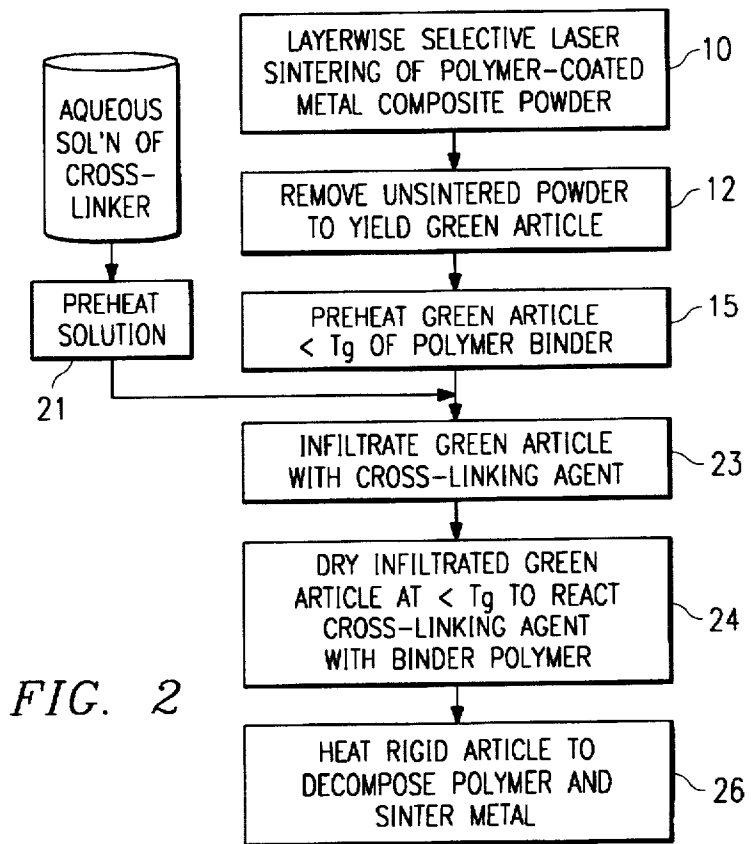 LAYERWISE SELECTIVE LASER
SINTERING OF POLYMER-COATED
METAL COMPOSITE POWDER
10
AQUEOUS
SOL'N OF
CROSS-
LINKER
REMOVE UNSINTERED POWDER
TO YIELD GREEN ARTICLE
12
PREHEAT
SOLUTION
21
PREHEAT GREEN ARTICLE
< Tg OF POLYMER BINDER
15
INFILTRATE GREEN ARTICLE
WITH CROSS-LINKING AGENT
23
DRY INFILTRATED GREEN
ARTICLE AT < Tg TO REACT
CROSS-LINKING AGENT
WITH BINDER POLYMER
24
FIG. 2
HEAT RIGID ARTICLE TO
DECOMPOSE POLYMER AND
SINTER METAL
26